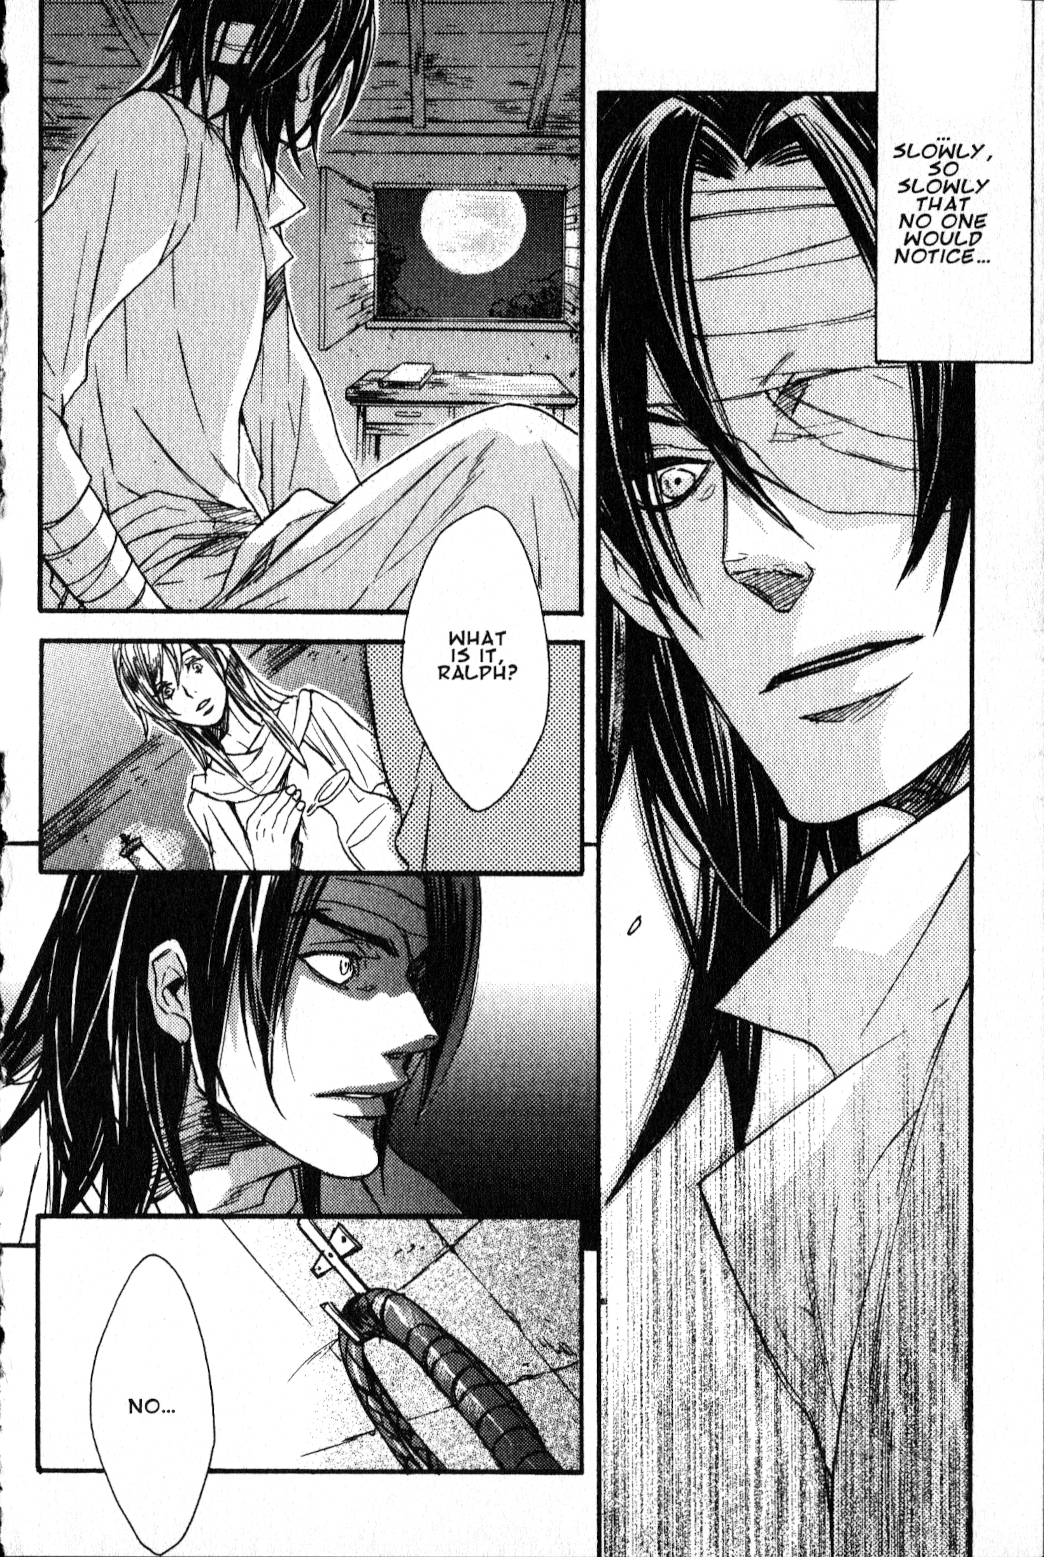 ...
SLOWLY,
SO
SLOWLY
THAT
NO ONE
WOULD
NOTICE...
WHAT
IS IT,
RALPH?
NO...